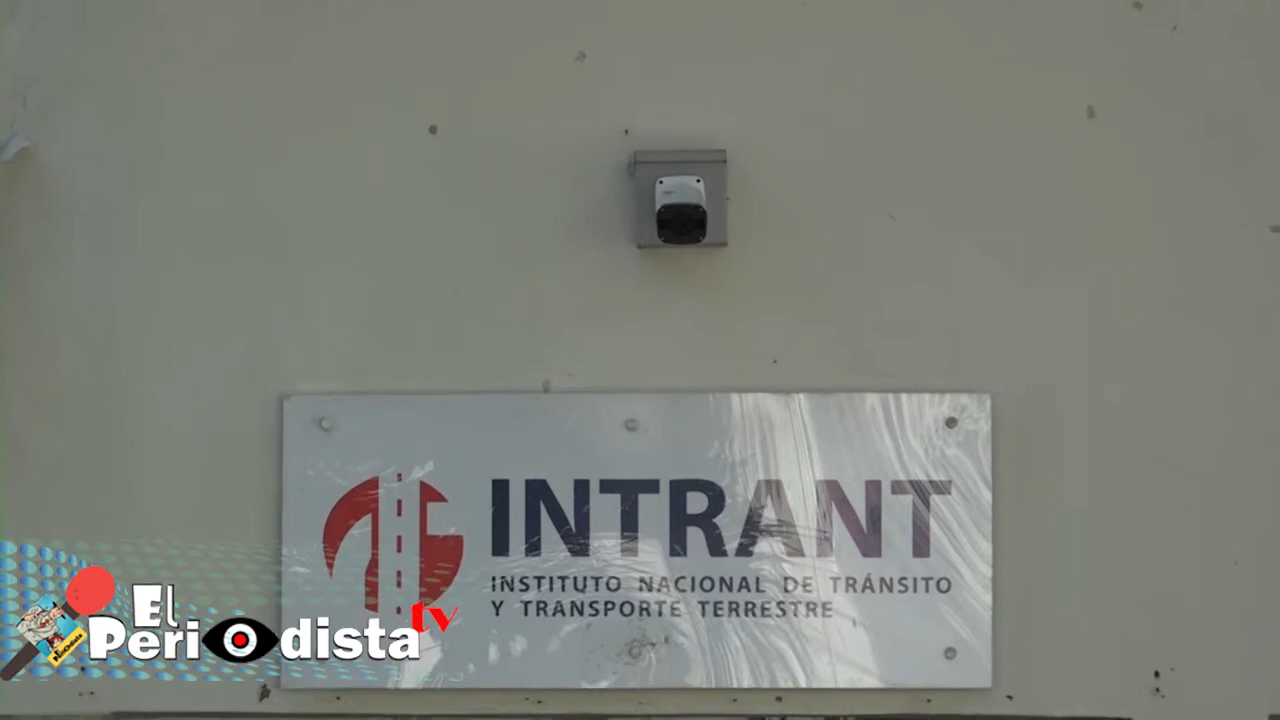 INTRANT
INSTITUTO NACIONAL DE TRÁNSITO
Y TRANSPORTE TERRESTRE
El
Periodista
tv